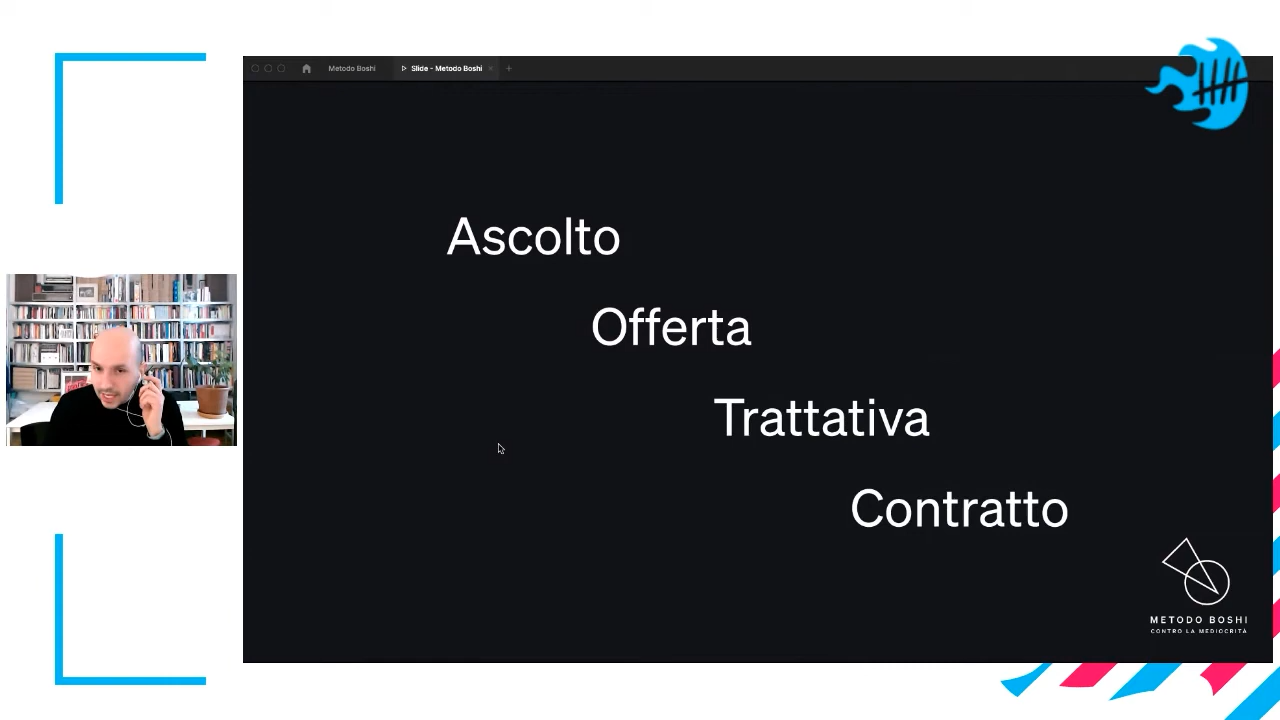 Metodo Boshi
Slide - Metodo Boshi
Ascolto
Offerta
Trattativa
Contratto
METODO BOSHI
CONTRO LA MEDIOCRITÀ